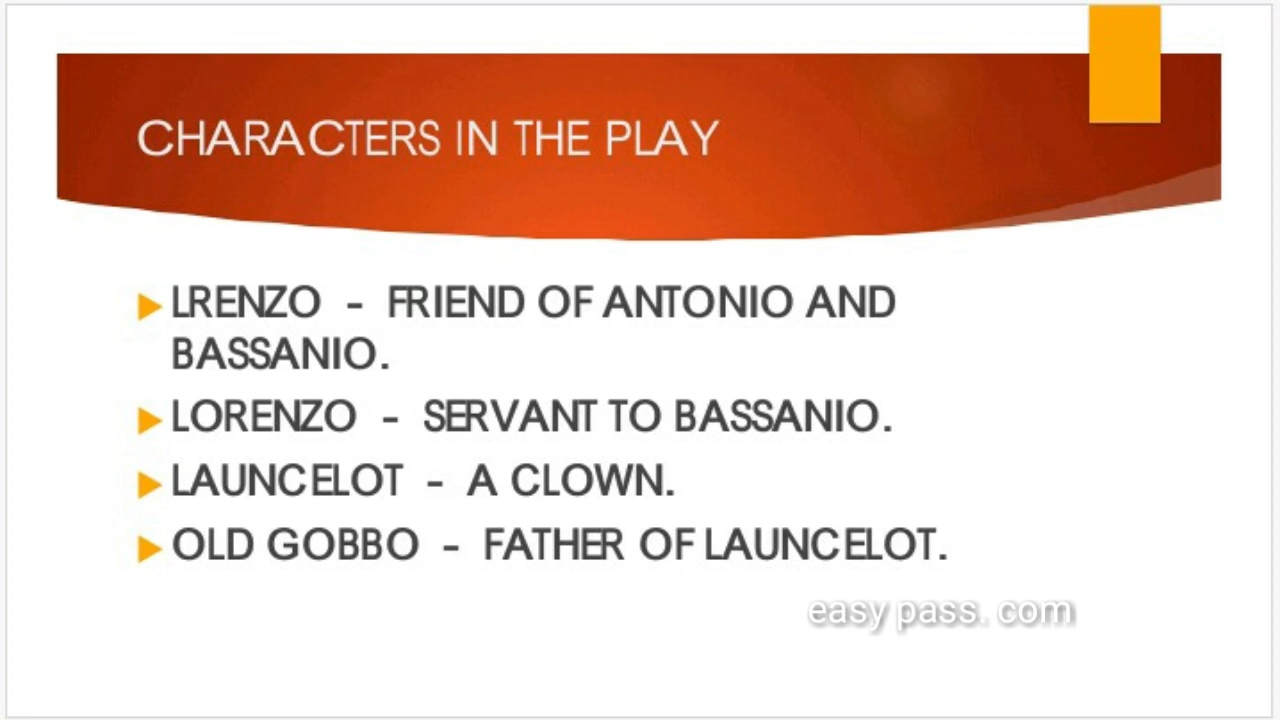 CHARACTERS IN THE PLAY
LRENZO - FRIEND OF ANTONIO AND
BASSANIO.
LORENZO - SERVANT TO BASSANIO.
LAUNCELOT - A CLOWN.
OLD GOBBO - FATHER OF LAUNCELOT.
easy pass. com